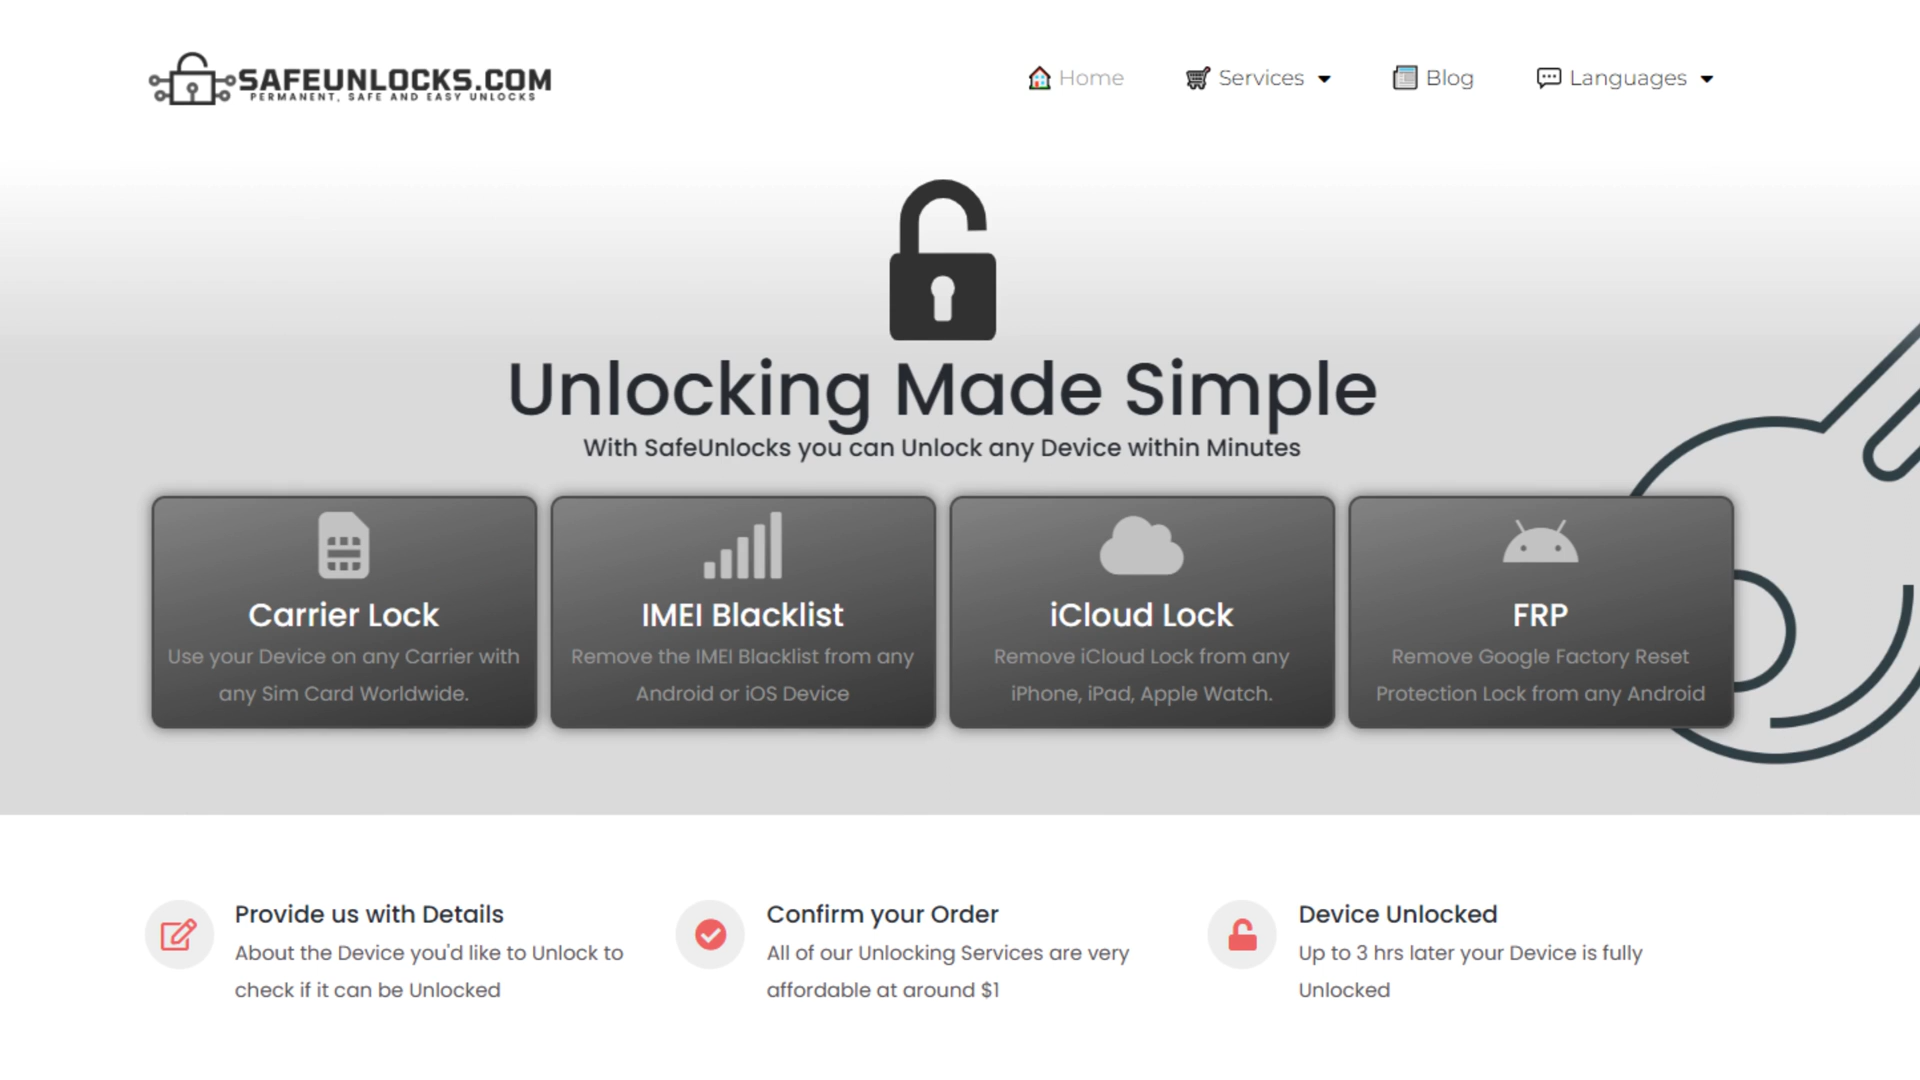 SAFEUNLOCKS.COM
PERMANENT, SAFE AND EASY UNLOCKS
Home
Services
Blog
Languages
Unlocking Made Simple
With SafeUnlocks you can Unlock any Device within Minutes
Carrier Lock
Use your Device on any Carrier with
any Sim Card Worldwide.
IMEI Blacklist
Remove the IMEI Blacklist from any
Android or iOS Device
iCloud Lock
Remove iCloud Lock from any
iPhone, iPad, Apple Watch.
FRP
Remove Google Factory Reset
Protection Lock from any Android
Provide us with Details
About the Device you'd like to Unlock to
check if it can be Unlocked
Confirm your Order
All of our Unlocking Services are very
affordable at around $1
Device Unlocked
Up to 3 hrs later your Device is fully
Unlocked